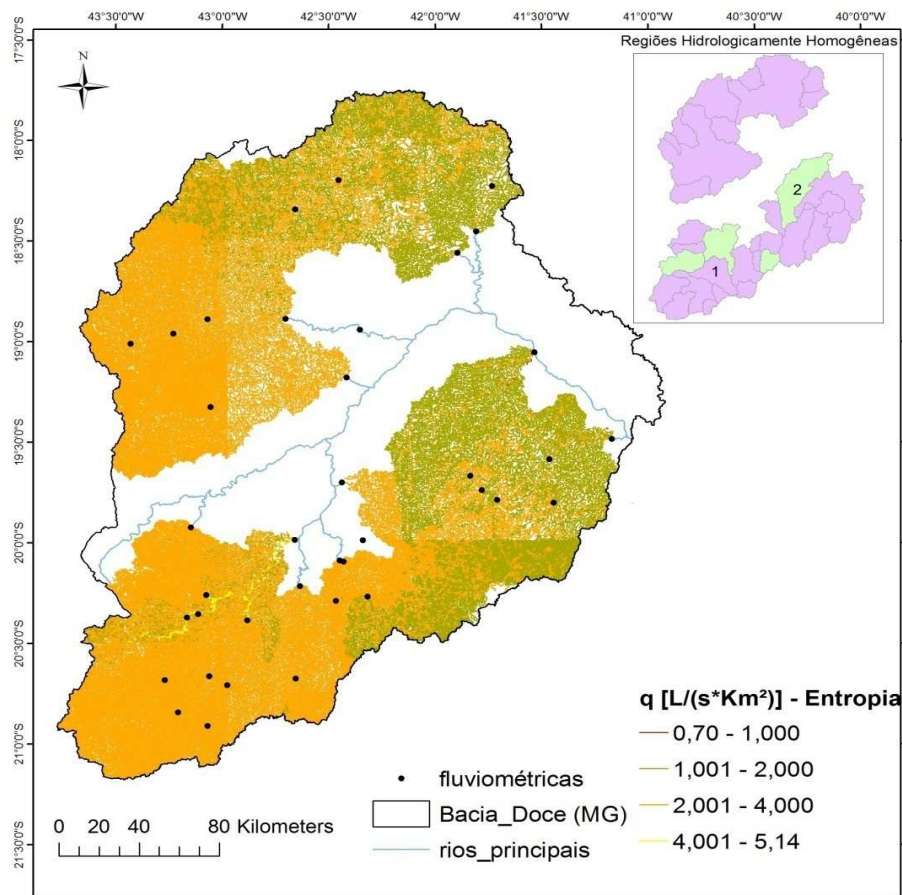 43°30'0"W 43°0'0"W 42°30'0"W 42°0'0"W 41°30'0"W 41°0'0"W 40°30'0"W 40°0'0"W
17°30'0"S
18°0'0"S
18°30'0"S
19°0'0"S
19°30'0"S
20°0'0"S
20°30'0"S
21°0'0"S
21°30'0"S
N
Regiões Hidrologicamente Homogêneas
2
1
q [L/(s*Km²)] - Entropia
0,70 - 1,000
1,001 - 2,000
2,001 - 4,000
4,001 - 5,14
fluviométricas
Bacia_Doce (MG)
rios_principais
0 20 40 80 Kilometers